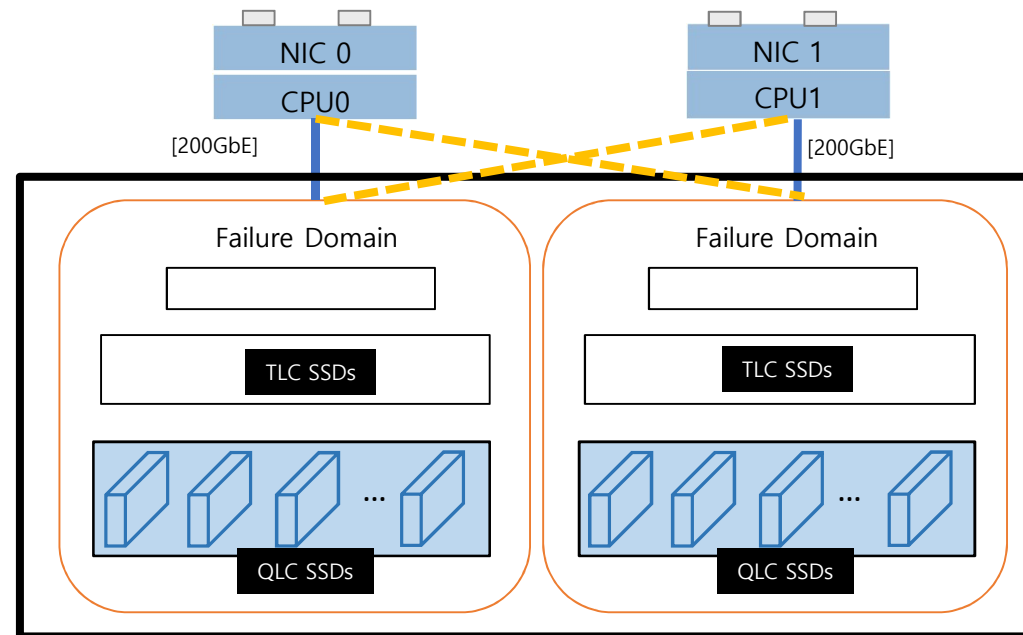 NIC 0
NIC 1
CPU0
CPU1
[200GbE]
[200GbE]
Failure Domain
Failure Domain
TLC SSDs
TLC SSDs
...
...
QLC SSDs
QLC SSDs